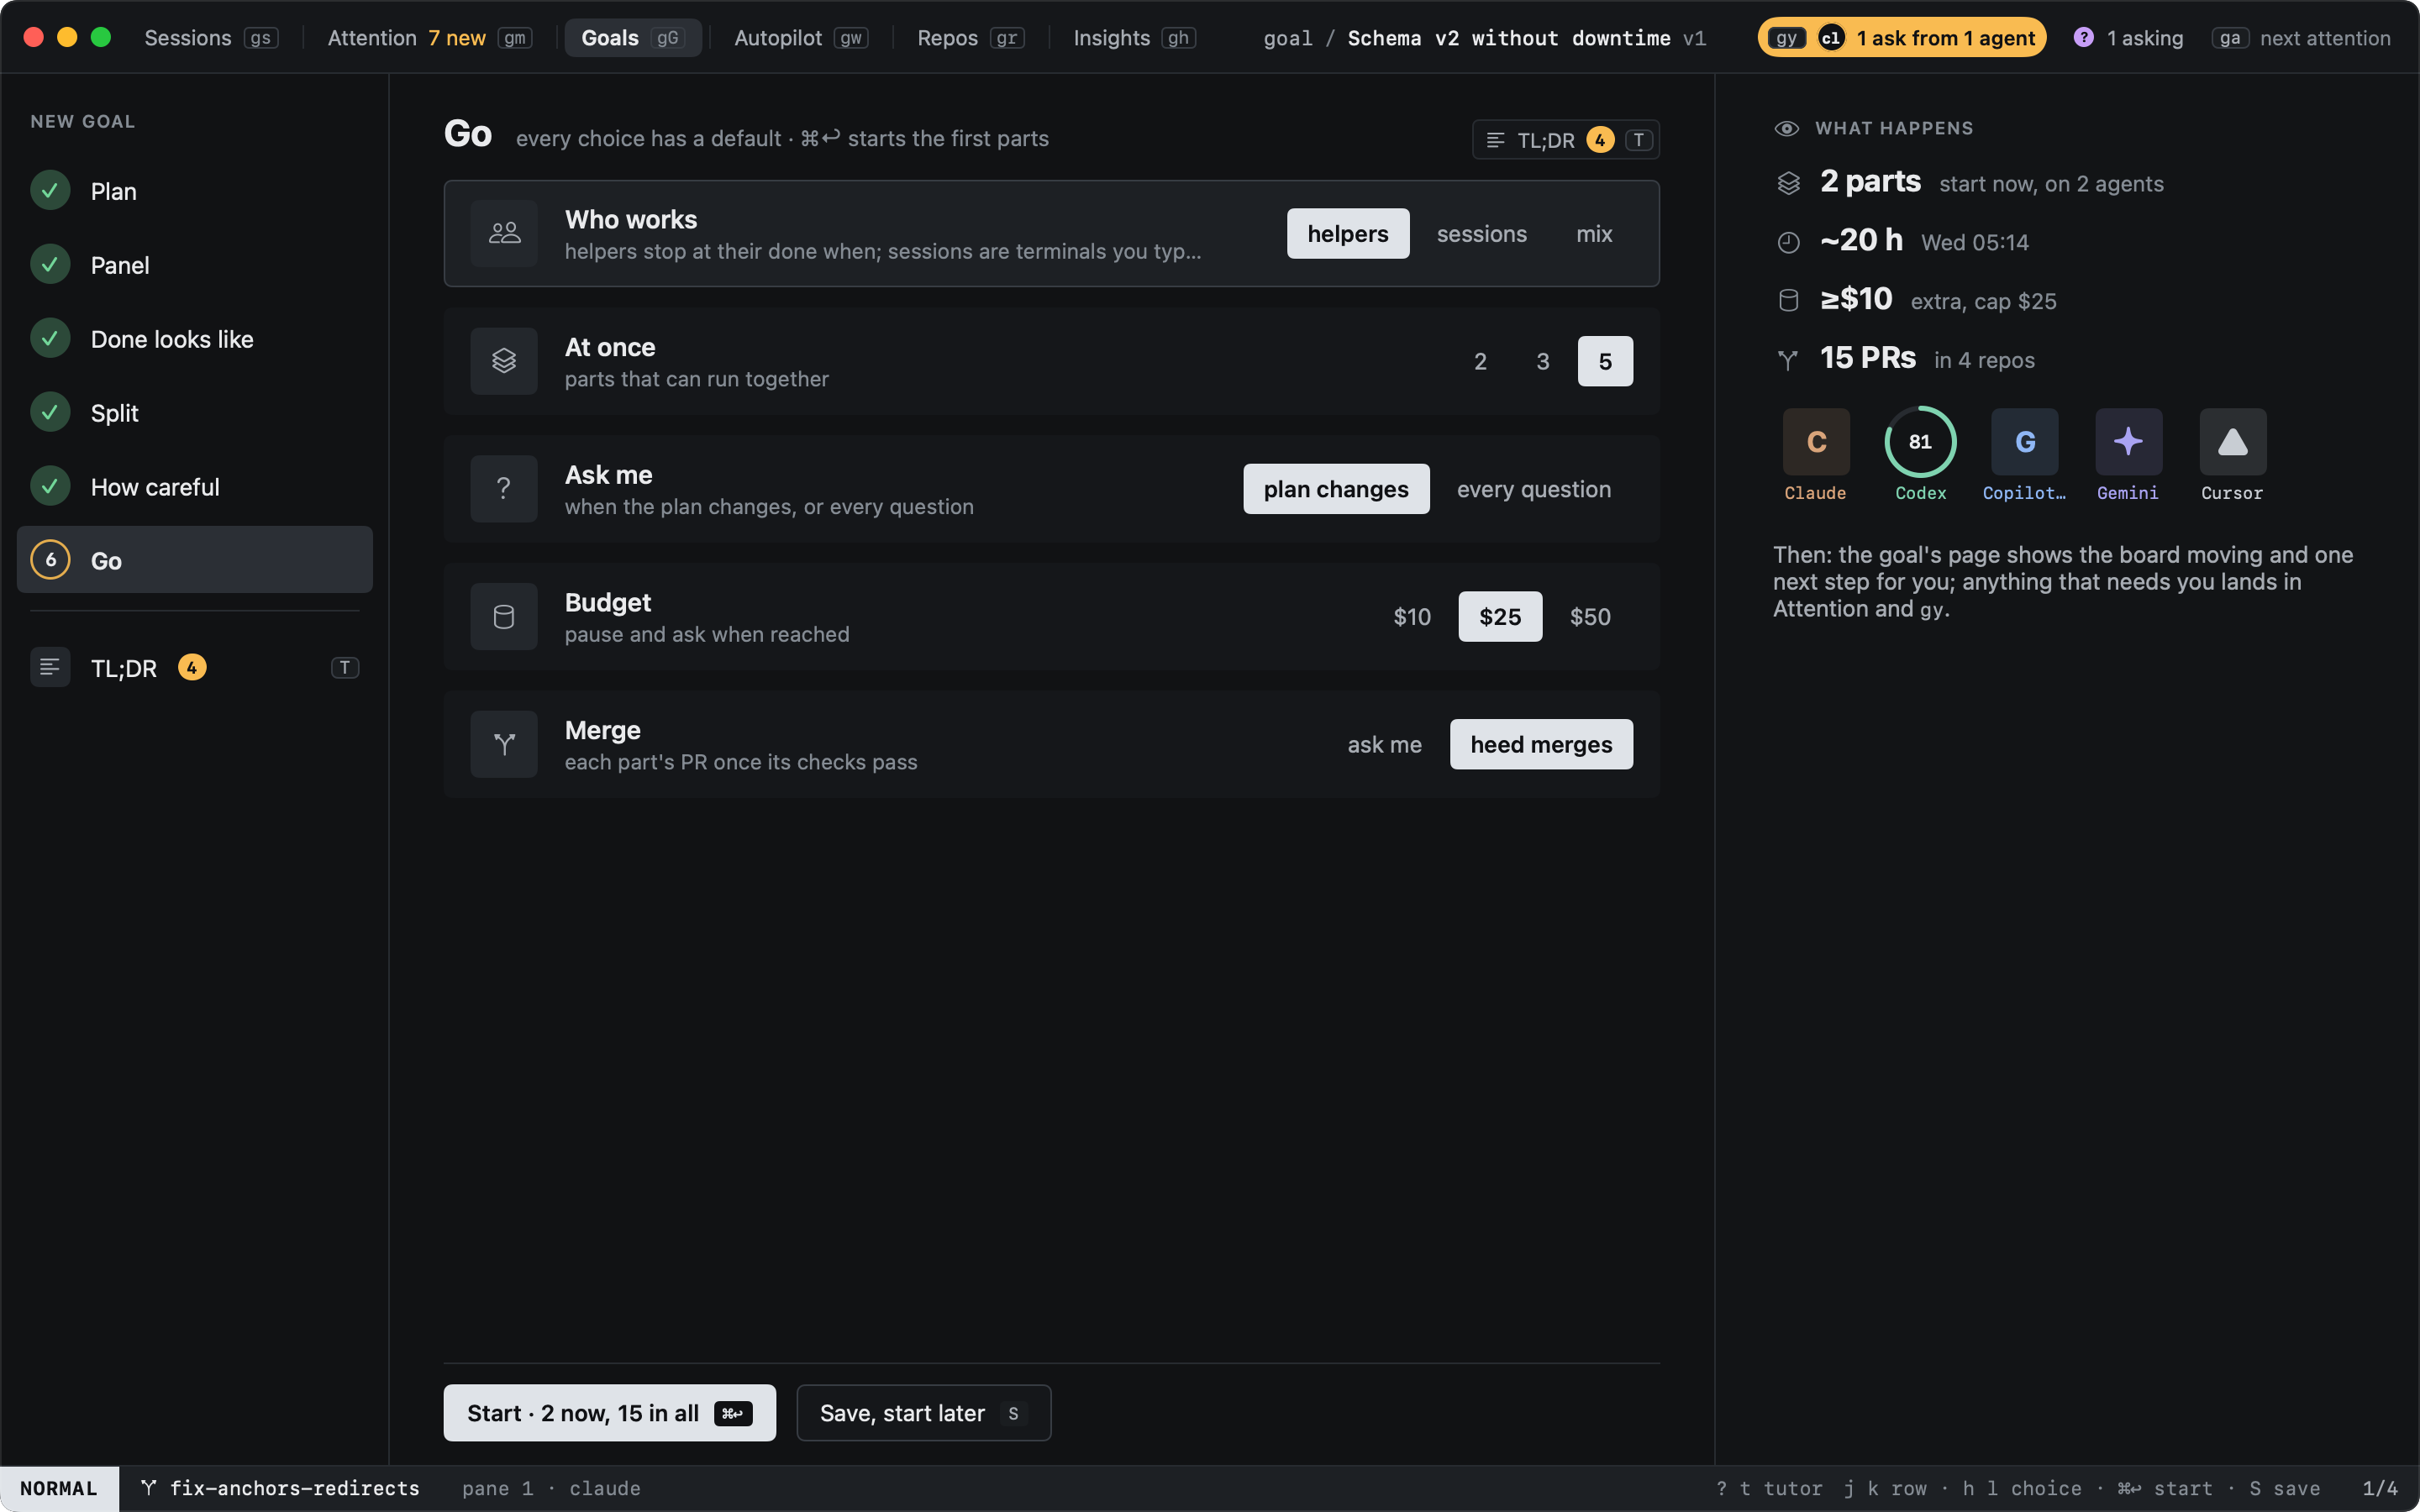 Sessions gs Attention 7 new gm Goals gG Autopilot gw Repos gr Insights gh goal / Schema v2 without downtime v1 gy cl 1 ask from 1 agent ? 1 asking ga next attention
NEW GOAL
Plan
Panel
Done looks like
Split
How careful
6 Go
TL;DR 4 T
Go every choice has a default · ⌘↩ starts the first parts TL;DR 4 T
Who works
helpers stop at their done when; sessions are terminals you typ…
helpers sessions mix
At once
parts that can run together
2 3 5
? Ask me
when the plan changes, or every question
plan changes every question
Budget
pause and ask when reached
$10 $25 $50
Merge
each part's PR once its checks pass
ask me heed merges
Start · 2 now, 15 in all ⌘↩ Save, start later S
WHAT HAPPENS
2 parts start now, on 2 agents
~20 h Wed 05:14
≥$10 extra, cap $25
15 PRs in 4 repos
C 81 G
Claude Codex Copilot… Gemini Cursor
Then: the goal's page shows the board moving and one
next step for you; anything that needs you lands in
Attention and gy.
NORMAL fix-anchors-redirects pane 1 · claude ? t tutor j k row · h l choice · ⌘↩ start · S save 1/4